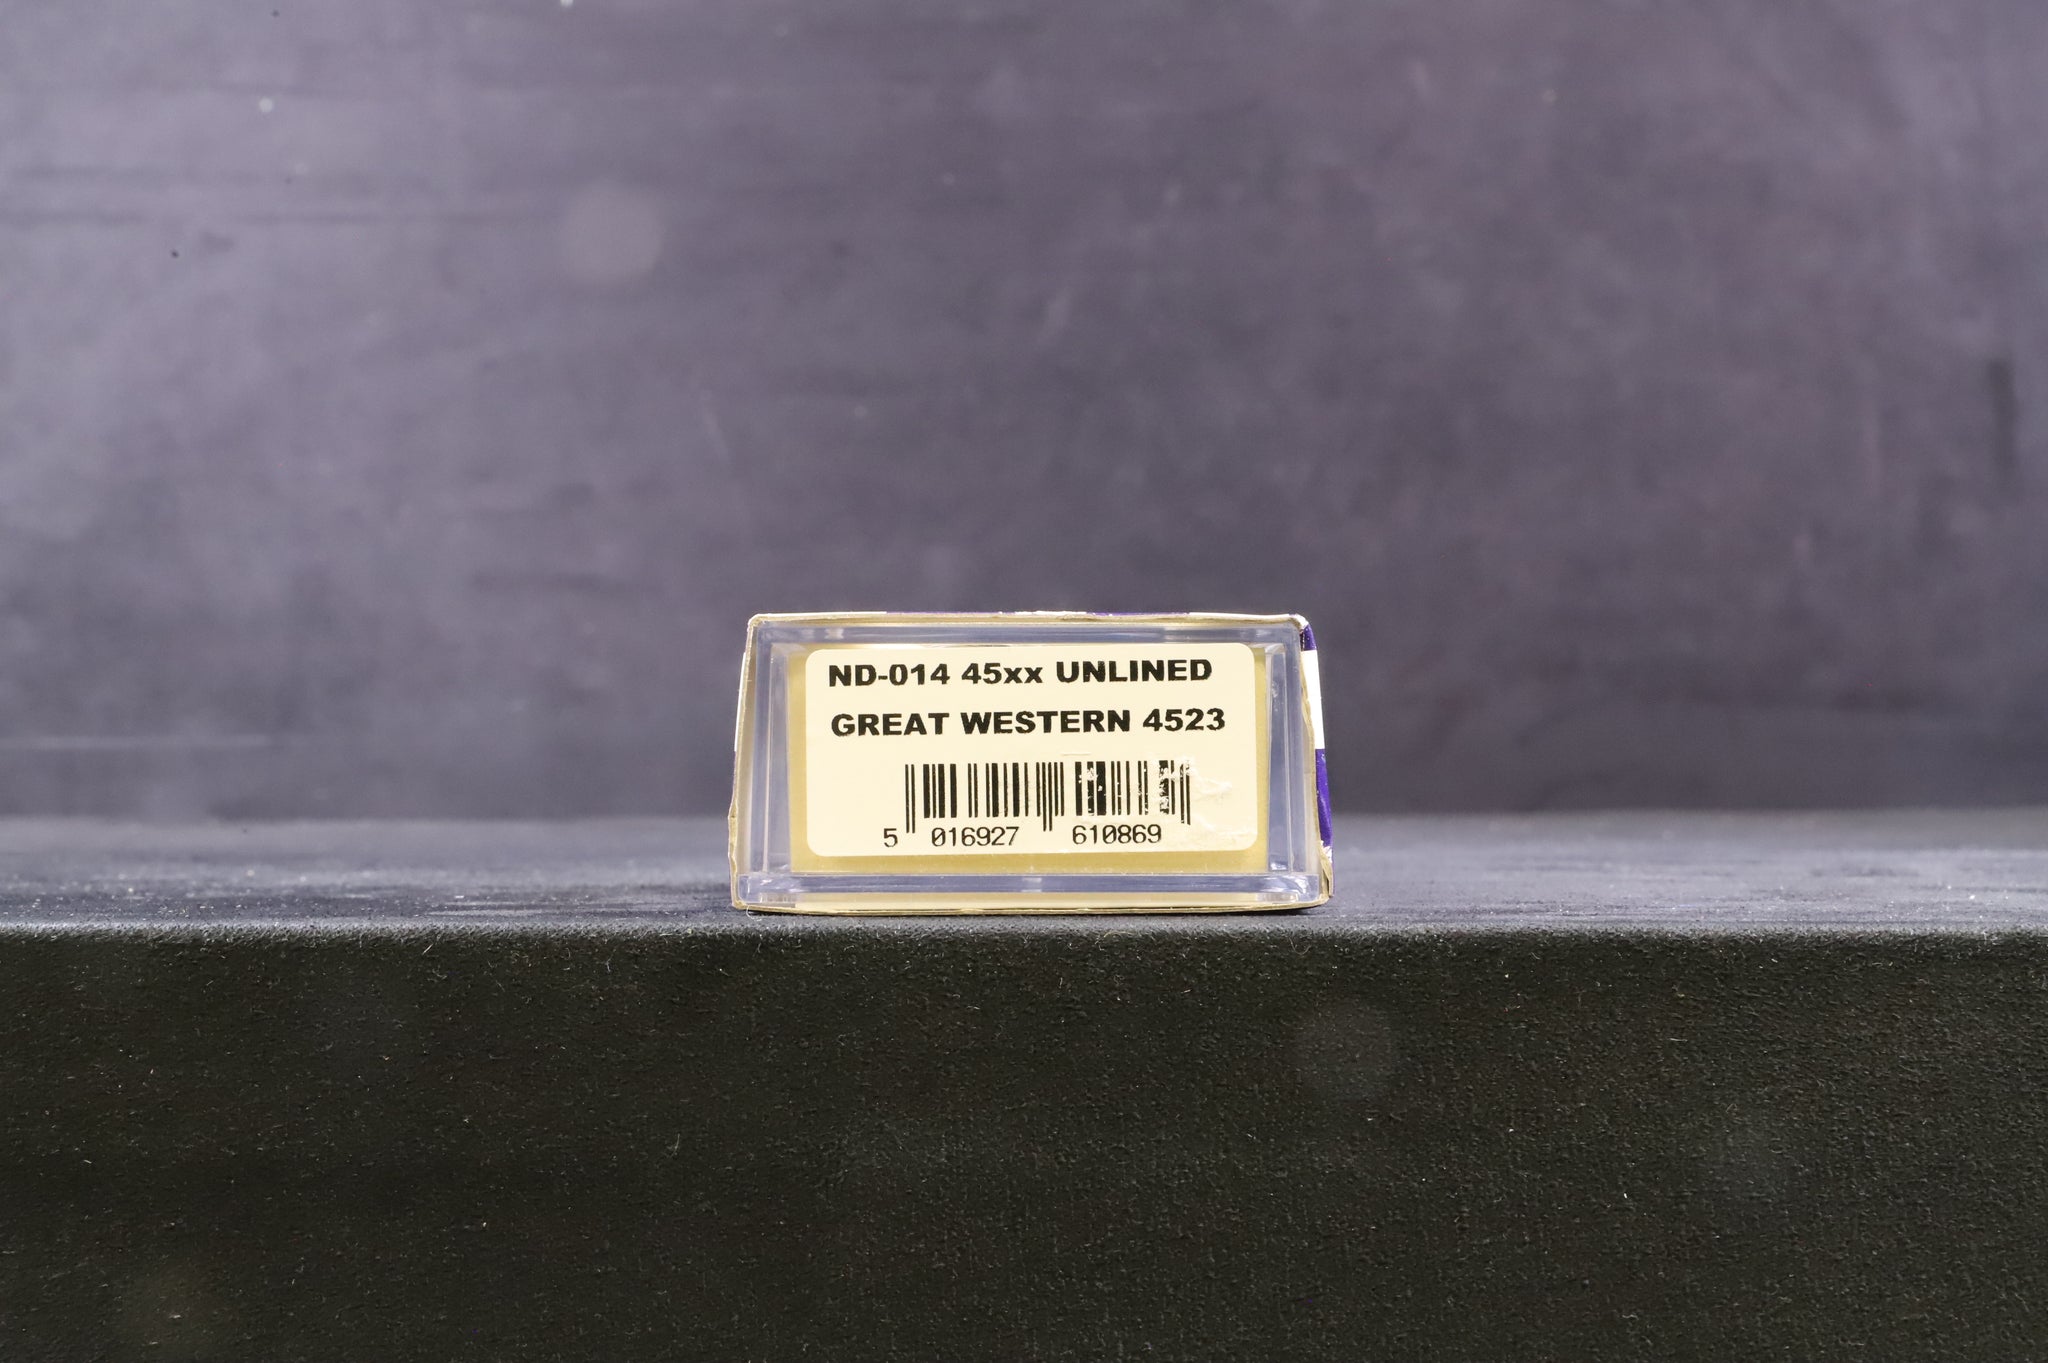 ND-014 45xx UNLINED
GREAT WESTERN 4523
5 016927 610869